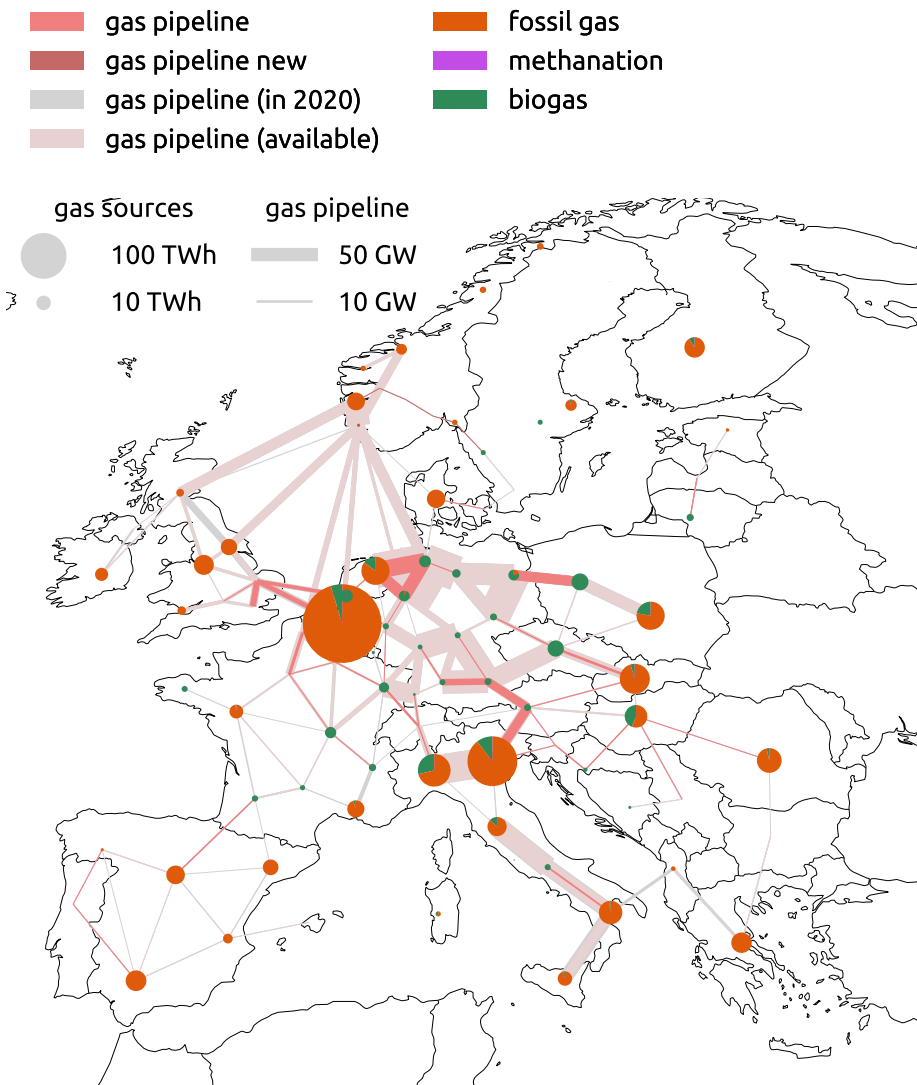 gas pipeline
gas pipeline new
gas pipeline (in 2020)
gas pipeline (available)
fossil gas
methanation
biogas
gas sources
100 TWh
10 TWh
gas pipeline
50 GW
10 GW